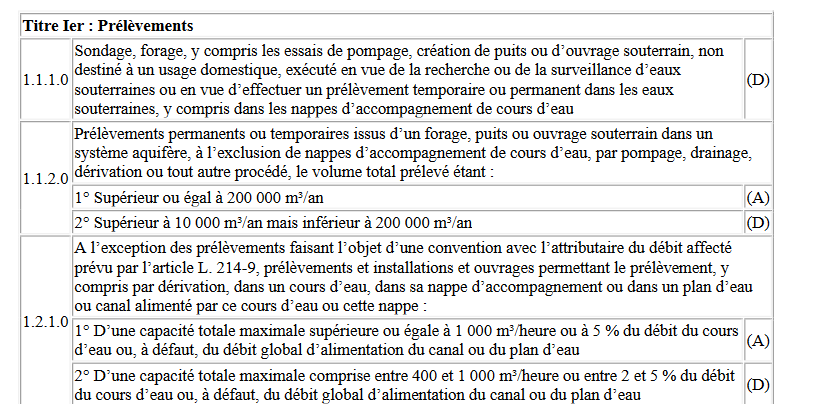 Titre Ier : Prélèvements
1.1.1.0
Sondage, forage, y compris les essais de pompage, création de puits ou d’ouvrage souterrain, non
destiné à un usage domestique, exécuté en vue de la recherche ou de la surveillance d’eaux
souterraines ou en vue d’effectuer un prélèvement temporaire ou permanent dans les eaux
souterraines, y compris dans les nappes d’accompagnement de cours d’eau
(D)
1.1.2.0
Prélèvements permanents ou temporaires issus d’un forage, puits ou ouvrage souterrain dans un
système aquifère, à l’exclusion de nappes d’accompagnement de cours d’eau, par pompage, drainage,
dérivation ou tout autre procédé, le volume total prélevé étant :
1° Supérieur ou égal à 200 000 m³/an
(A)
2° Supérieur à 10 000 m³/an mais inférieur à 200 000 m³/an
(D)
1.2.1.0
A l’exception des prélèvements faisant l’objet d’une convention avec l’attributaire du débit affecté
prévu par l’article L. 214-9, prélèvements et installations et ouvrages permettant le prélèvement, y
compris par dérivation, dans un cours d’eau, dans sa nappe d’accompagnement ou dans un plan d’eau
ou canal alimenté par ce cours d’eau ou cette nappe :
1° D’une capacité totale maximale supérieure ou égale à 1 000 m³/heure ou à 5 % du débit du cours
d’eau ou, à défaut, du débit global d’alimentation du canal ou du plan d’eau
(A)
2° D’une capacité totale maximale comprise entre 400 et 1 000 m³/heure ou entre 2 et 5 % du débit
du cours d’eau ou, à défaut, du débit global d’alimentation du canal ou du plan d’eau
(D)